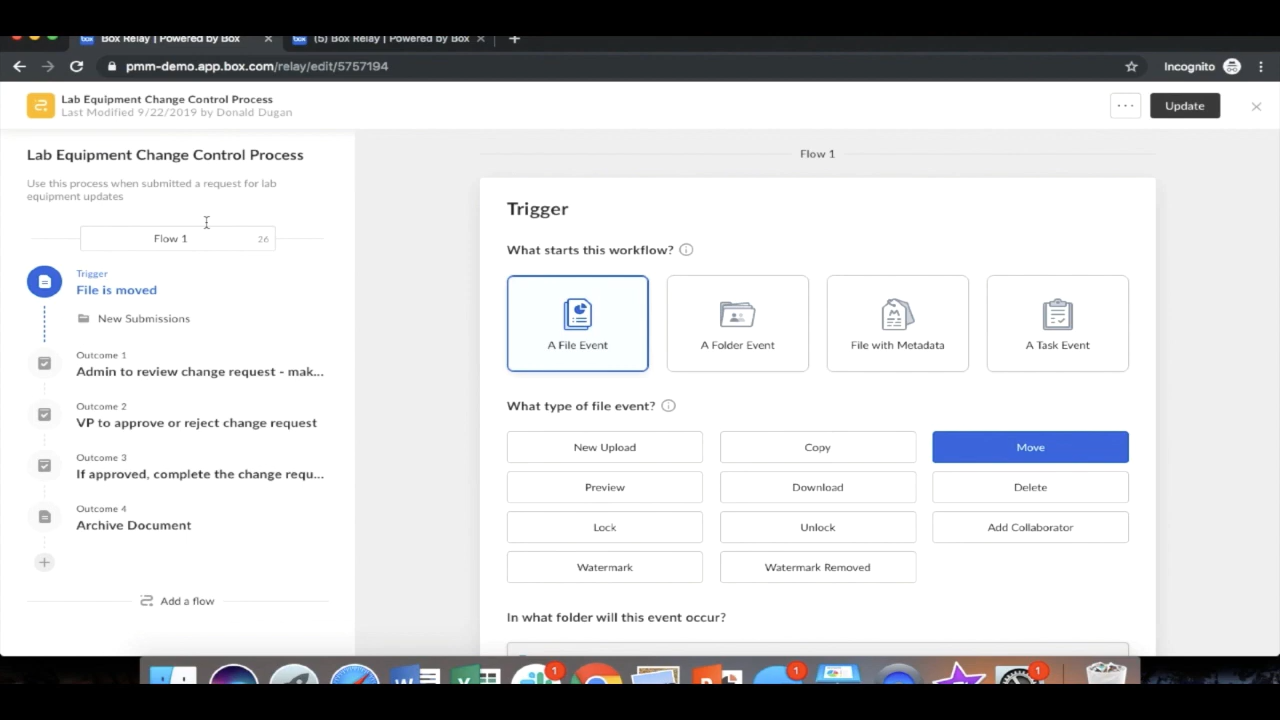 Box Relay | Powered by Box
(5) Box Relay | Powered by Box
pmm-demo.app.box.com/relay/edit/5757194
Incognito
Lab Equipment Change Control Process
Last Modified 9/22/2019 by Donald Dugan
Update
Lab Equipment Change Control Process
Use this process when submitted a request for lab
equipment updates
Flow 1 26
Trigger
File is moved
New Submissions
Outcome 1
Admin to review change request - mak...
Outcome 2
VP to approve or reject change request
Outcome 3
If approved, complete the change requ...
Outcome 4
Archive Document
Add a flow
Flow 1
Trigger
What starts this workflow?
A File Event
A Folder Event
M
File with Metadata
A Task Event
What type of file event?
New Upload Copy Move
Preview Download Delete
Lock Unlock Add Collaborator
Watermark Watermark Removed
In what folder will this event occur?
W X 1 P 1 1